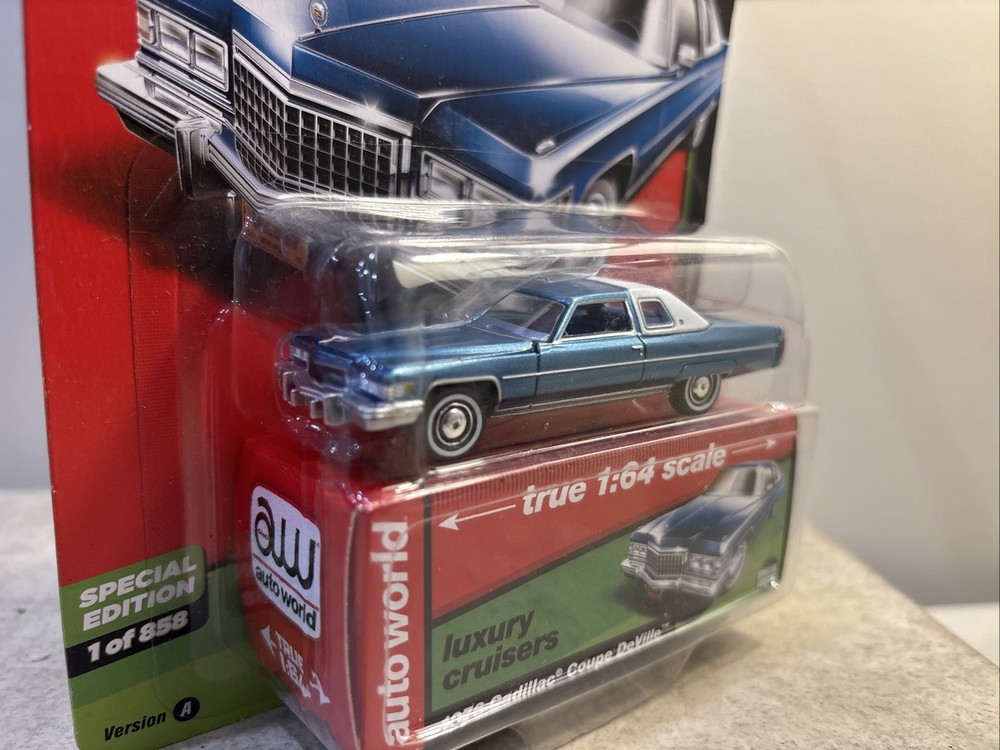 SPECIAL
EDITION
1 of 858
Version A
aw
auto world
TRUE
1:64
auto world
true 1:64 scale
luxury
cruisers
Cadillac® Coupe DeVille™